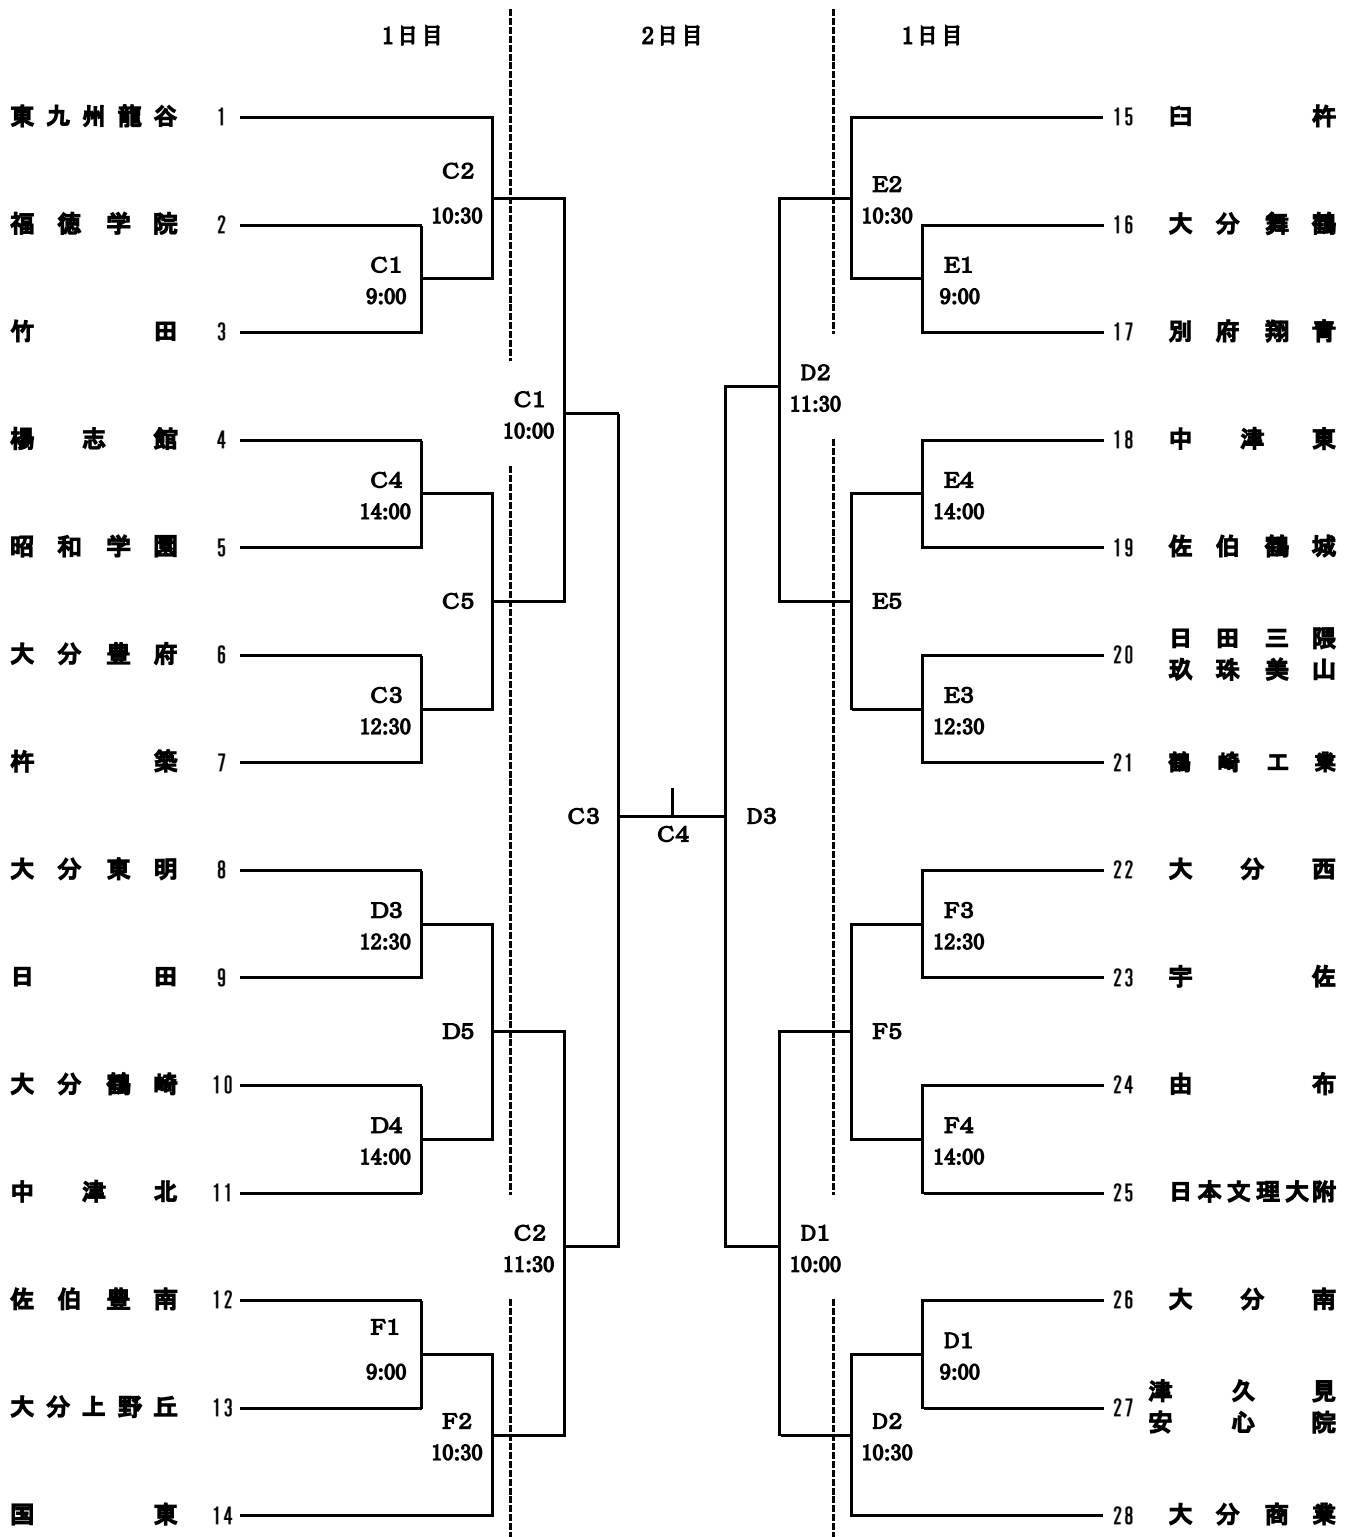 1日目 2日目 1日目
東九州龍谷 1
15 臼杵
C2
10:30
E2
10:30
福徳学院 2
16 大分舞鶴
C1
9:00
E1
9:00
竹田 3
17 別府翔青
D2
11:30
C1
10:00
楊志館 4
18 中津東
C4
14:00
E4
14:00
昭和学園 5
19 佐伯鶴城
C5
E5
大分豊府 6
20 日田三隈
玖珠美山
C3
12:30
E3
12:30
杵築 7
21 鶴崎工業
C3
C4
D3
大分東明 8
22 大分西
D3
12:30
F3
12:30
日田 9
23 宇佐
D5
F5
大分鶴崎 10
24 由布
D4
14:00
F4
14:00
中津北 11
25 日本文理大附
C2
11:30
D1
10:00
佐伯豊南 12
26 大分南
F1
9:00
D1
9:00
大分上野丘 13
27 津久見
安心院
F2
10:30
D2
10:30
国東 14
28 大分商業